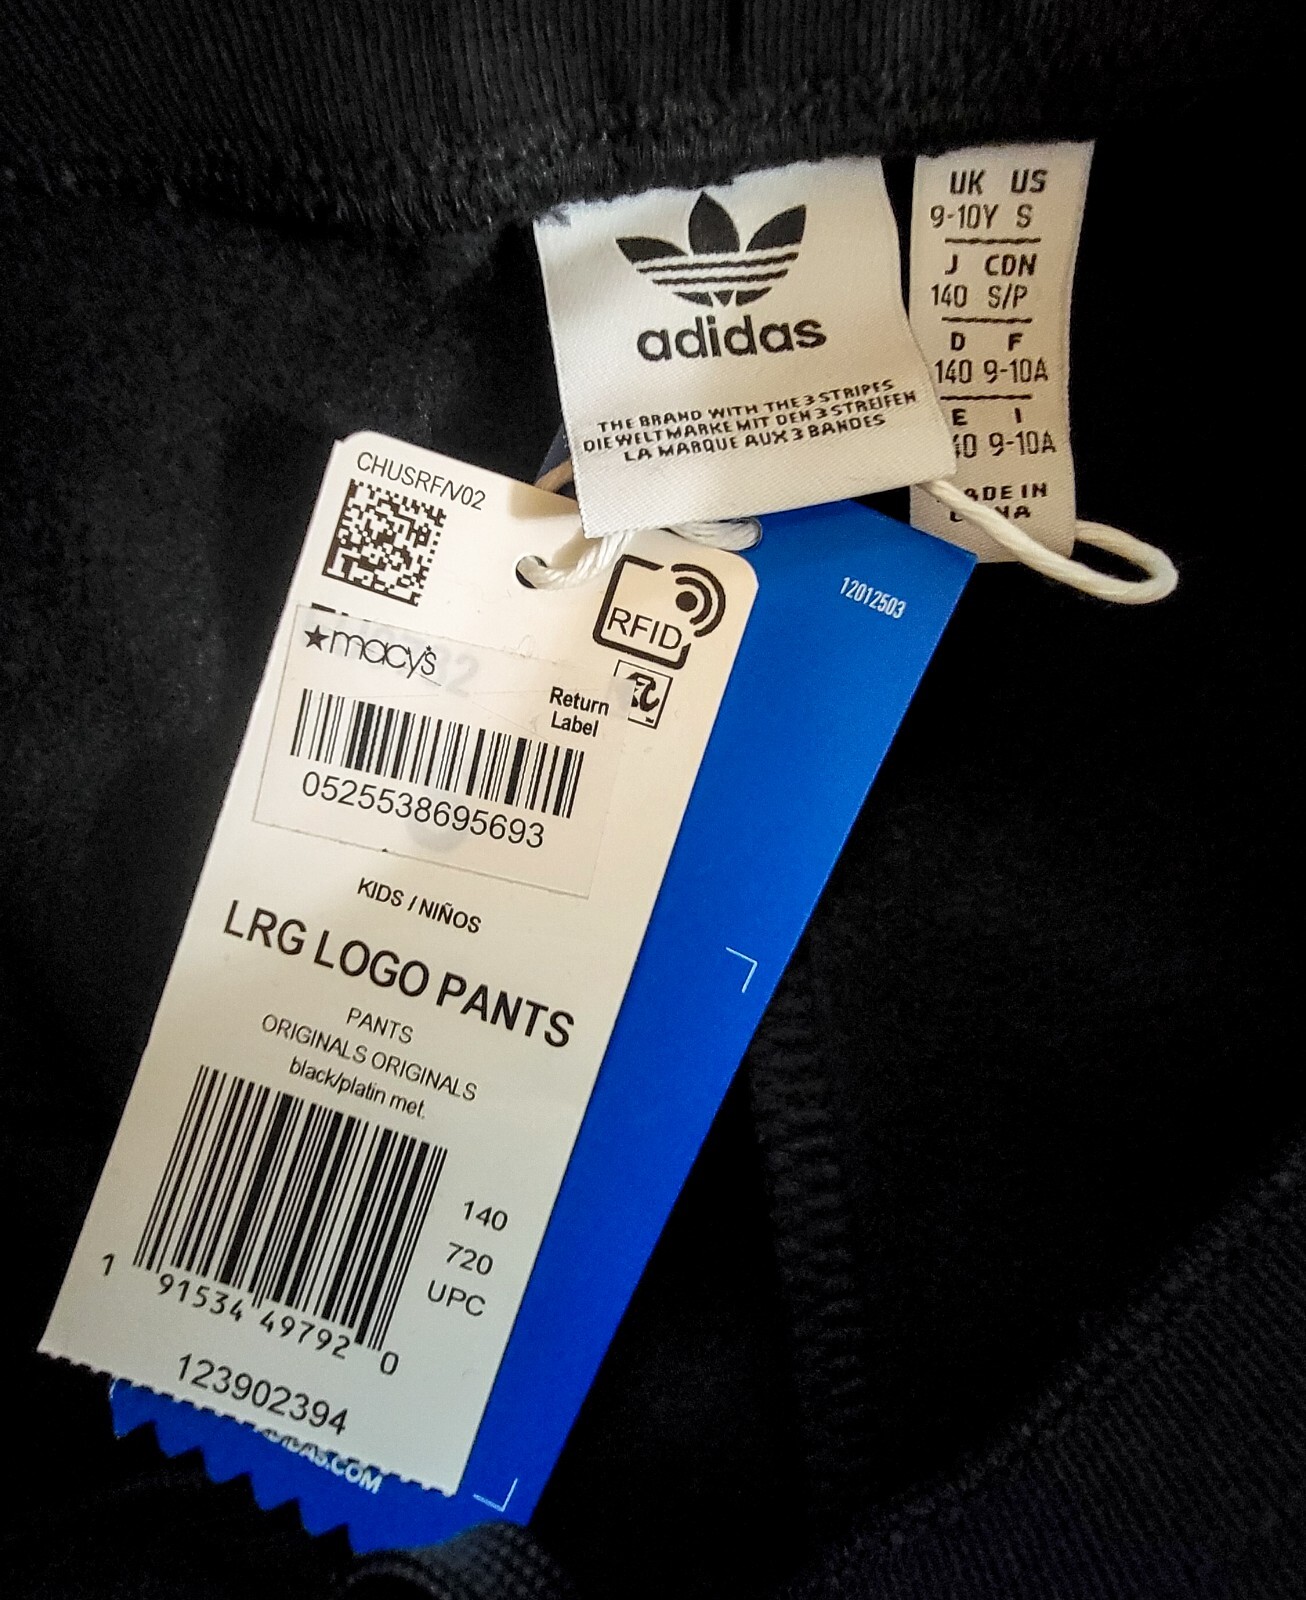 UK US
9-10Y S
J CDN
140 S/P
D F
140 9-10A
E I
9-10A
MADE IN
CHINA
adidas
THE BRAND WITH THE 3 STRIPES
DIE WELTMARKE MIT DEN 3 STREIFEN
LA MARQUE AUX 3 BANDES
12012503
CHUSRF/V02
RFID
★macy's
Return
Label
0525538695693
KIDS / NIÑOS
LRG LOGO PANTS
PANTS
ORIGINALS ORIGINALS
black/platin met.
140
720
UPC
1 91534 49792 0
123902394
.COM